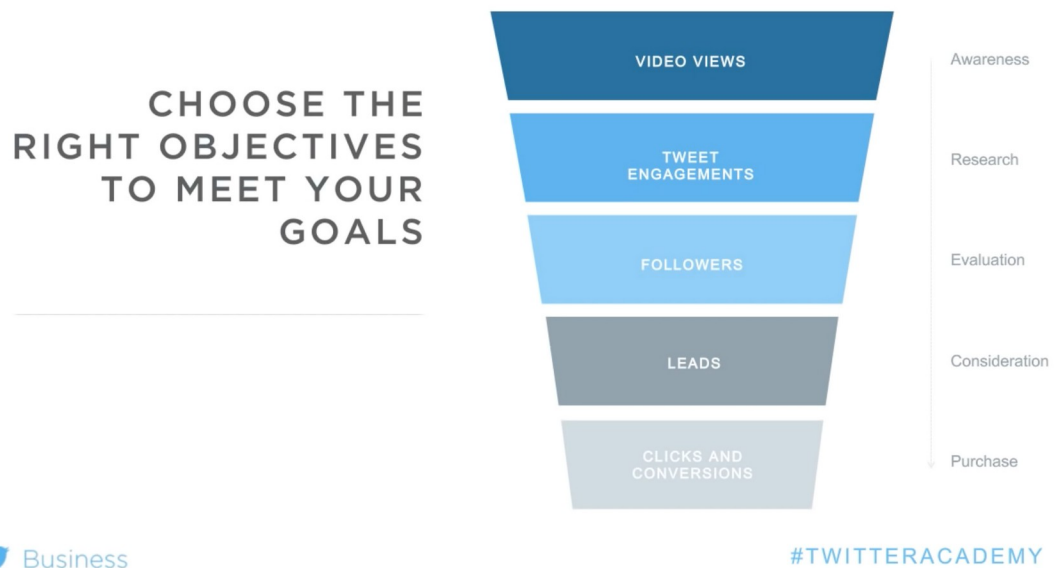 CHOOSE THE
RIGHT OBJECTIVES
TO MEET YOUR
GOALS
VIDEO VIEWS
Awareness
TWEET
ENGAGEMENTS
Research
FOLLOWERS
Evaluation
LEADS
Consideration
CLICKS AND
CONVERSIONS
Purchase
Business
#TWITTERACADEMY